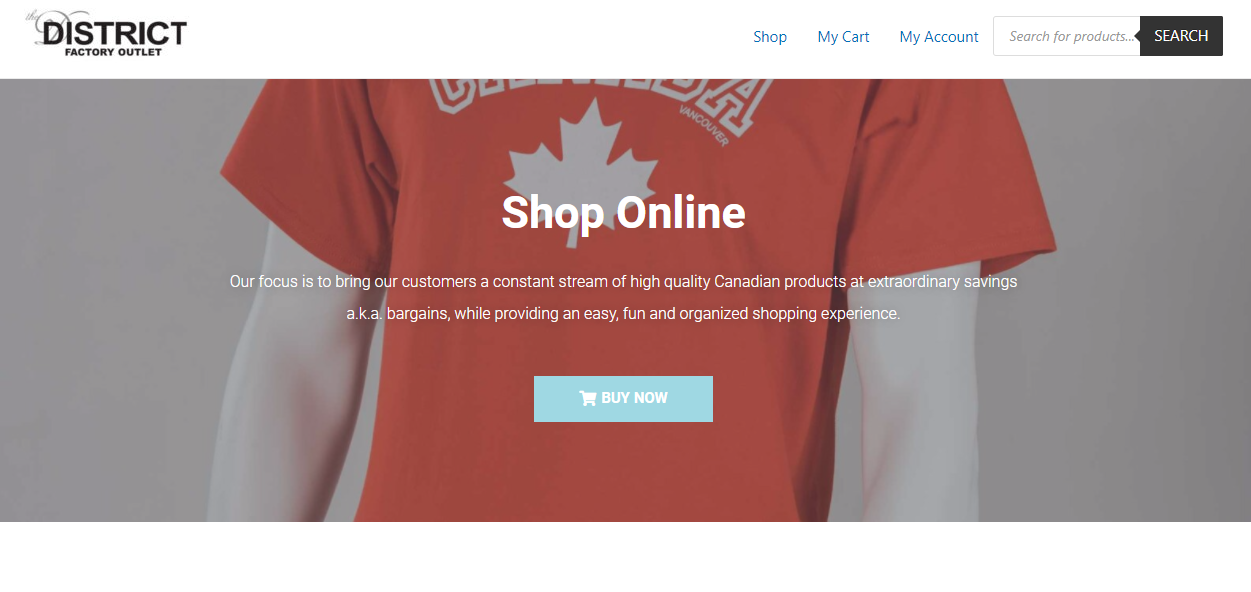 the
DISTRICT
FACTORY OUTLET
Shop My Cart My Account Search for products... SEARCH
CANADA
VANCOUVER
Shop Online
Our focus is to bring our customers a constant stream of high quality Canadian products at extraordinary savings
a.k.a. bargains, while providing an easy, fun and organized shopping experience.
BUY NOW